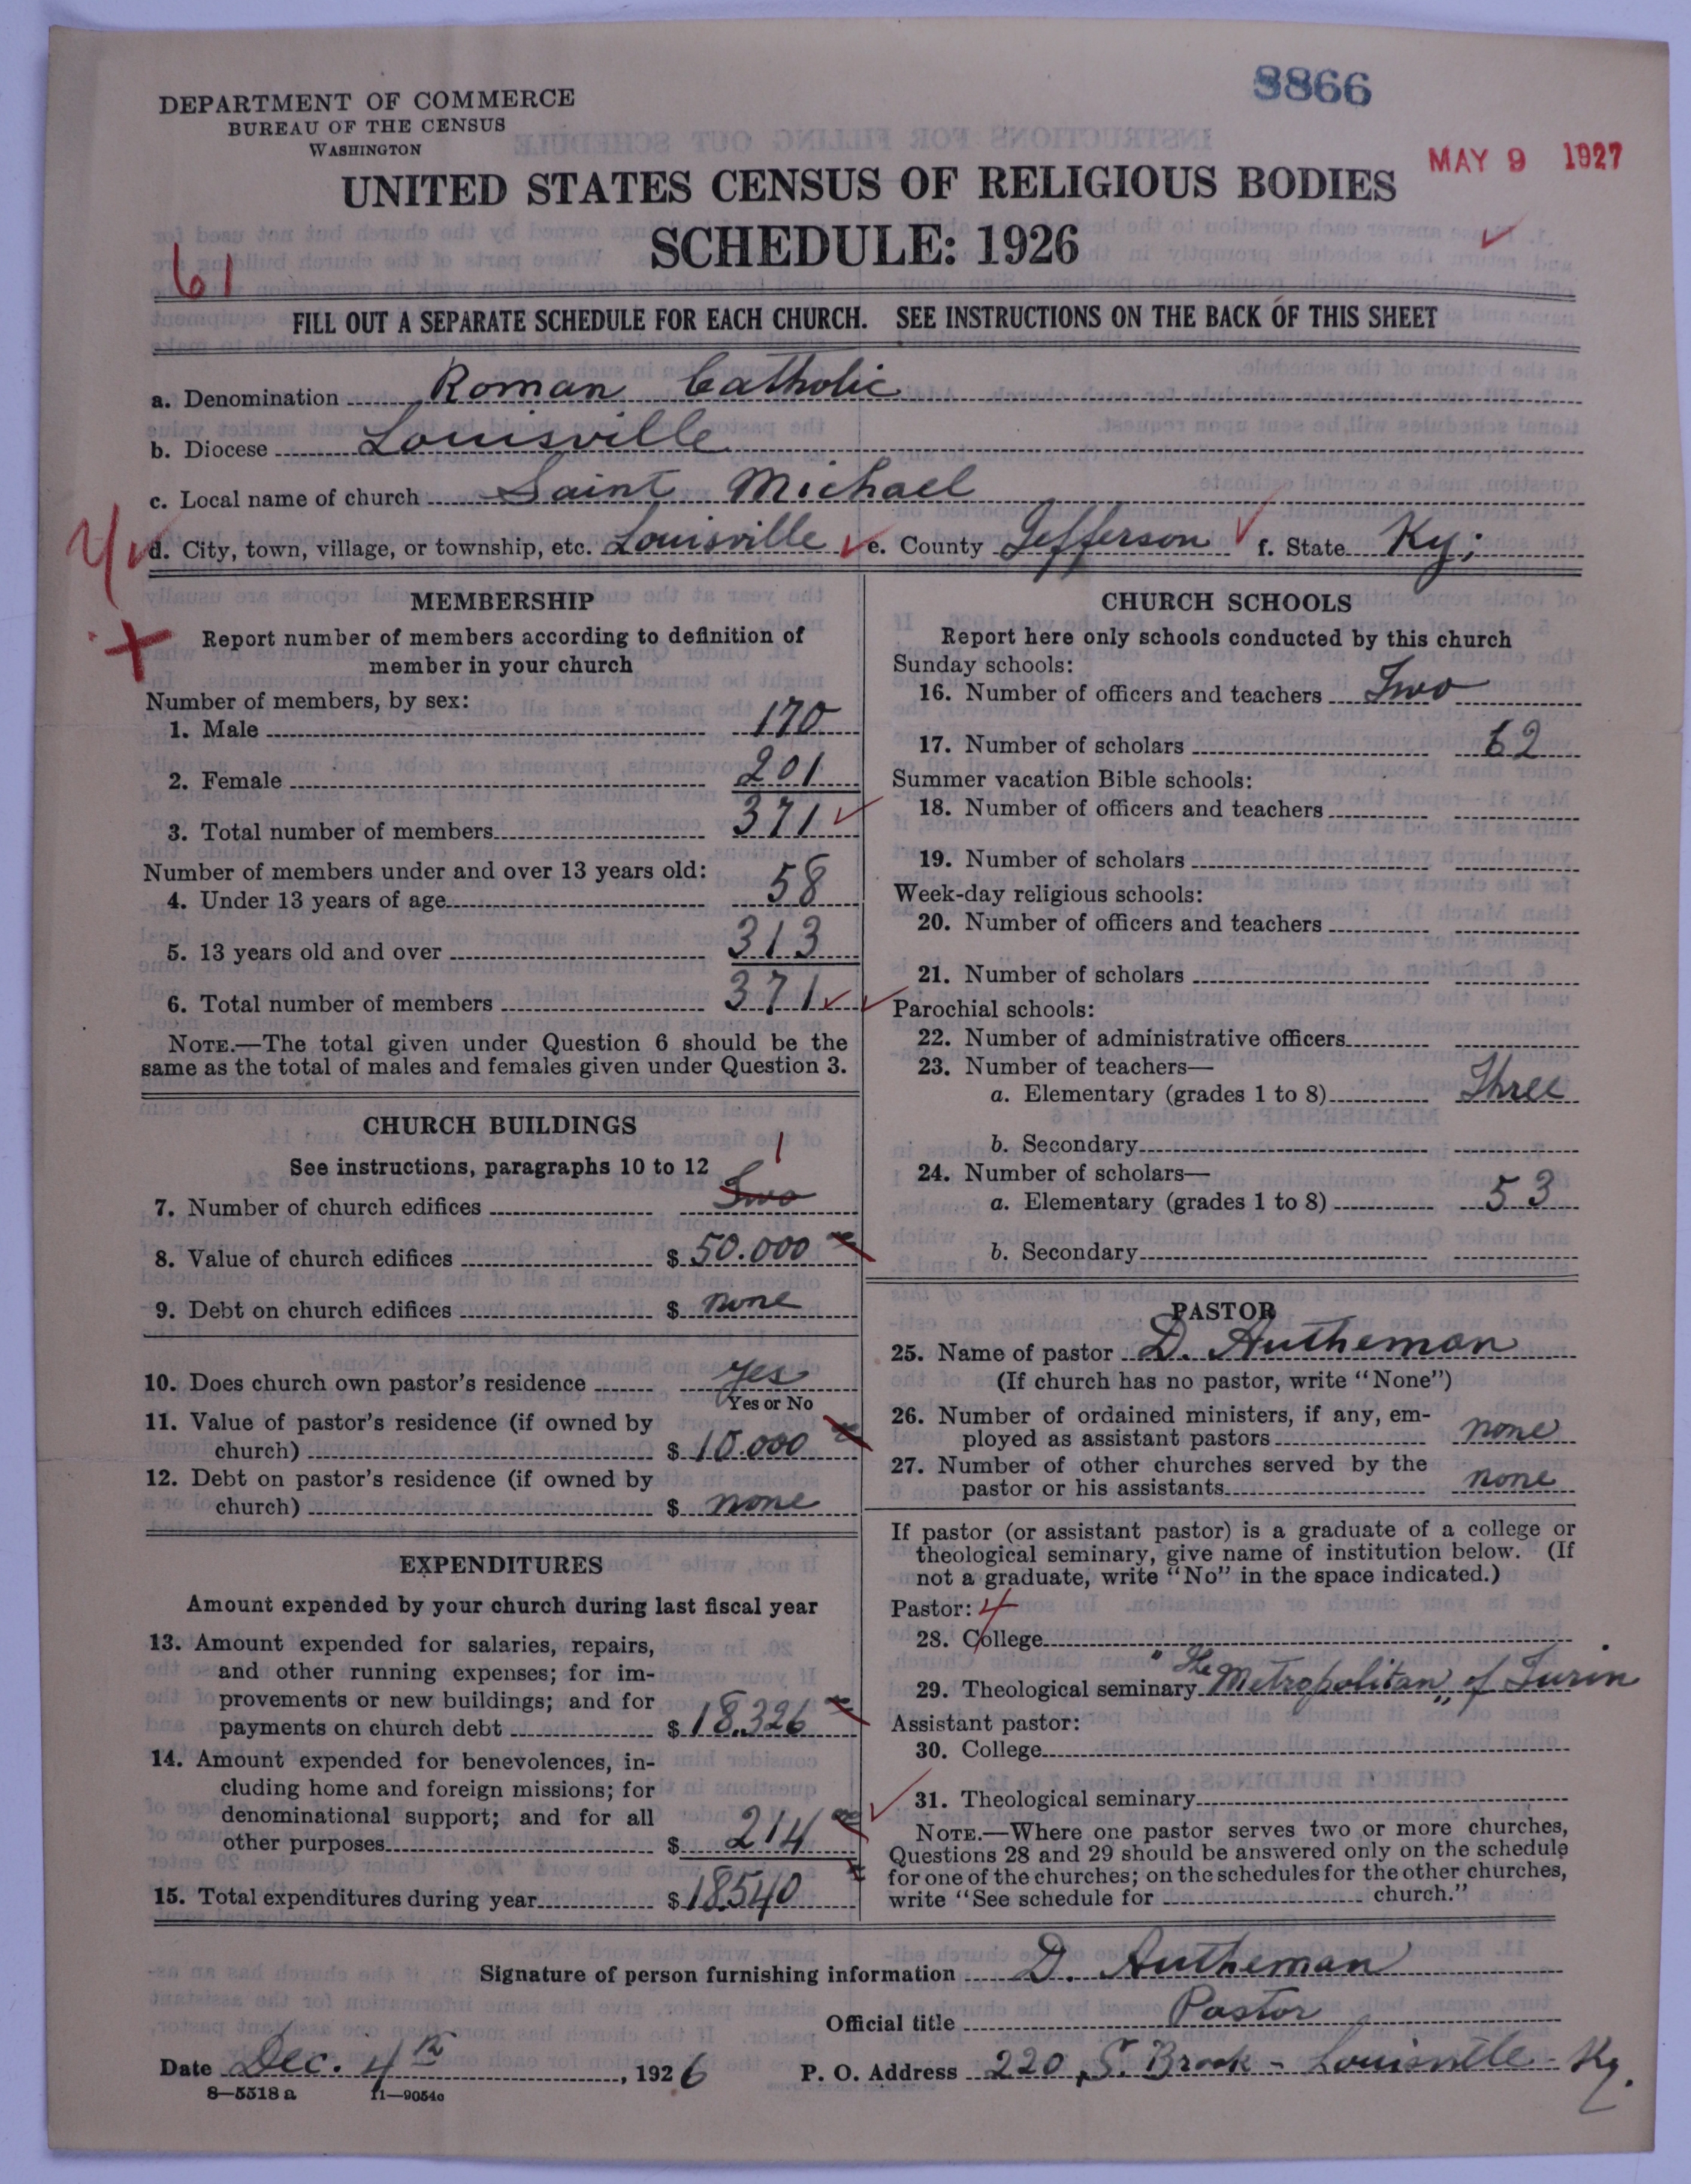 8866
DEPARTMENT OF COMMERCE
BUREAU OF THE CENSUS
WASHINGTON
MAY 9 1927
UNITED STATES CENSUS OF RELIGIOUS BODIES
SCHEDULE: 1926
61
FILL OUT A SEPARATE SCHEDULE FOR EACH CHURCH. SEE INSTRUCTIONS ON THE BACK OF THIS SHEET
a. Denomination Roman Catholic
b. Diocese Louisville
c. Local name of church Saint Michael
d. City, town, village, or township, etc. Louisville e. County Jefferson f. State Ky;
MEMBERSHIP
Report number of members according to definition of
member in your church
Number of members, by sex:
1. Male 170
2. Female 201
3. Total number of members 371
Number of members under and over 13 years old:
4. Under 13 years of age 58
5. 13 years old and over 313
6. Total number of members 371
NOTE.—The total given under Question 6 should be the
same as the total of males and females given under Question 3.
CHURCH BUILDINGS
See instructions, paragraphs 10 to 12
1
7. Number of church edifices Two
8. Value of church edifices $ 50.000
9. Debt on church edifices $ none
10. Does church own pastor's residence yes
Yes or No
11. Value of pastor's residence (if owned by
church) $ 10.000
12. Debt on pastor's residence (if owned by
church) $ none
EXPENDITURES
Amount expended by your church during last fiscal year
13. Amount expended for salaries, repairs,
and other running expenses; for im-
provements or new buildings; and for
payments on church debt $ 18.326
14. Amount expended for benevolences, in-
cluding home and foreign missions; for
denominational support; and for all
other purposes $ 214
15. Total expenditures during year $ 18540
CHURCH SCHOOLS
Report here only schools conducted by this church
Sunday schools:
16. Number of officers and teachers Two
17. Number of scholars 62
Summer vacation Bible schools:
18. Number of officers and teachers
19. Number of scholars
Week-day religious schools:
20. Number of officers and teachers
21. Number of scholars
Parochial schools:
22. Number of administrative officers
23. Number of teachers—
a. Elementary (grades 1 to 8) Three
b. Secondary
24. Number of scholars—
a. Elementary (grades 1 to 8) 53
b. Secondary
PASTOR
25. Name of pastor D. Autheman
(If church has no pastor, write "None")
26. Number of ordained ministers, if any, em-
ployed as assistant pastors none
27. Number of other churches served by the
pastor or his assistants none
If pastor (or assistant pastor) is a graduate of a college or
theological seminary, give name of institution below. (If
not a graduate, write "No" in the space indicated.)
Pastor: 4
28. College
29. Theological seminary "The Metropolitan" of Turin
Assistant pastor:
30. College
31. Theological seminary
NOTE.—Where one pastor serves two or more churches,
Questions 28 and 29 should be answered only on the schedule
for one of the churches; on the schedules for the other churches,
write "See schedule for church."
Signature of person furnishing information D. Autheman
Official title Pastor
Date Dec. 4th, 1926 P. O. Address 220 S. Brook - Louisville - Ky.
8—5518 a 11—9054c